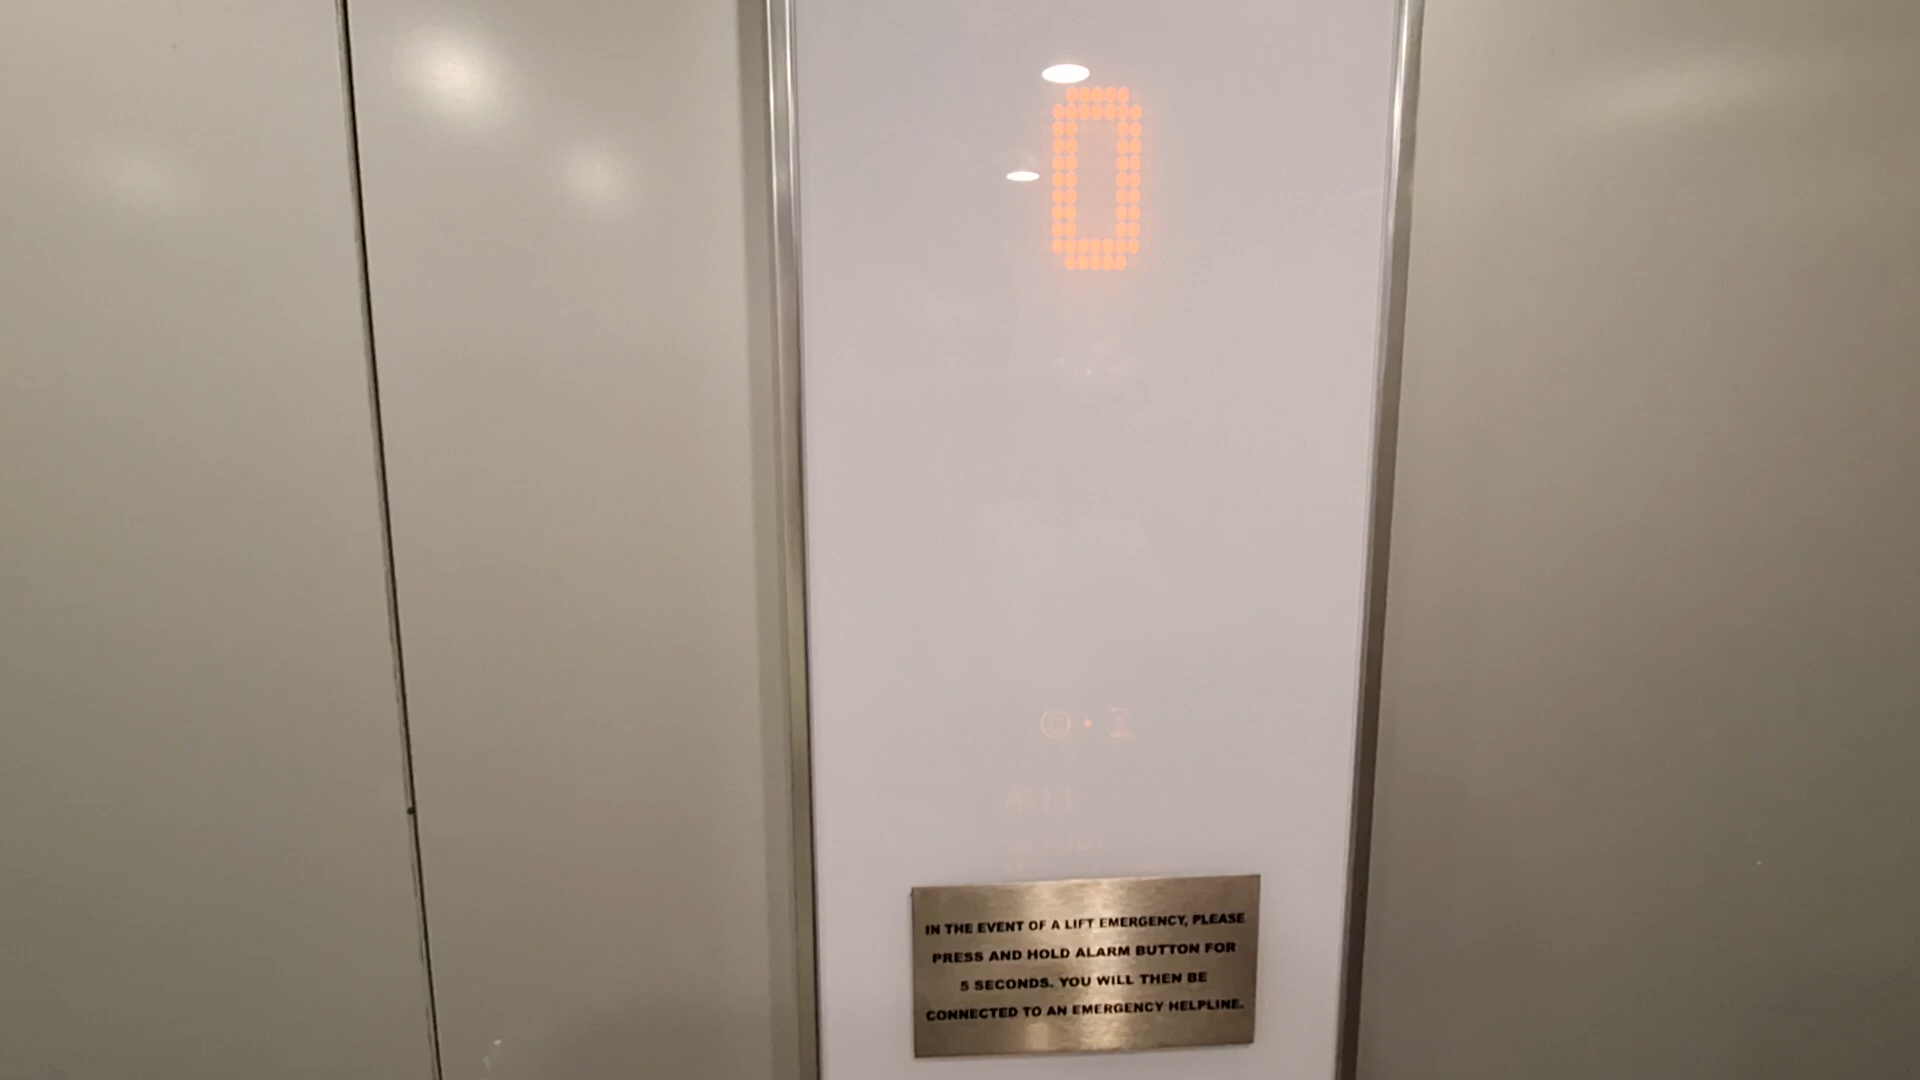 0
IN THE EVENT OF A LIFT EMERGENCY, PLEASE
PRESS AND HOLD ALARM BUTTON FOR
5 SECONDS. YOU WILL THEN BE
CONNECTED TO AN EMERGENCY HELPLINE.